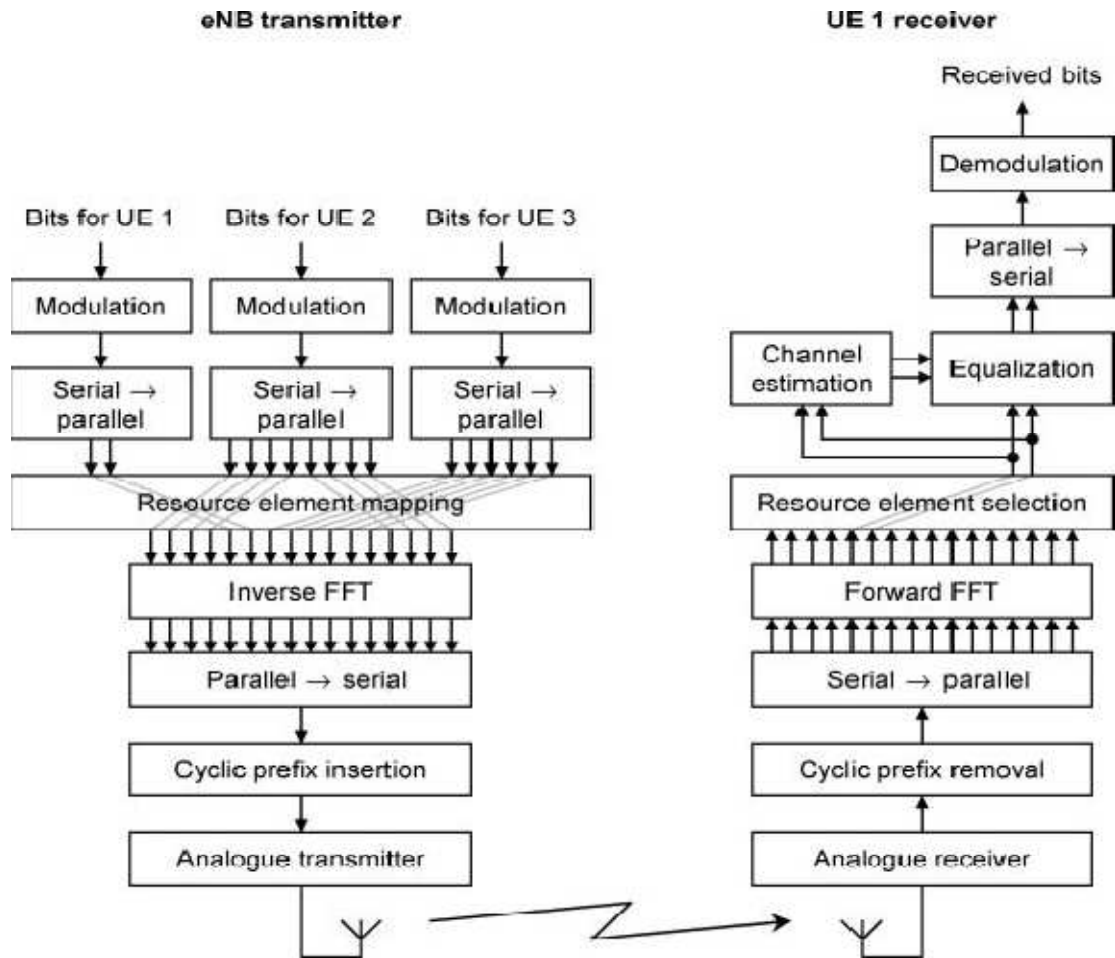 eNB transmitter
UE 1 receiver
Received bits
Demodulation
Bits for UE 1
Bits for UE 2
Bits for UE 3
Parallel →
serial
Modulation
Modulation
Modulation
Channel
estimation
Equalization
Serial →
parallel
Serial →
parallel
Serial →
parallel
Resource element mapping
Resource element selection
Inverse FFT
Forward FFT
Parallel → serial
Serial → parallel
Cyclic prefix insertion
Cyclic prefix removal
Analogue transmitter
Analogue receiver